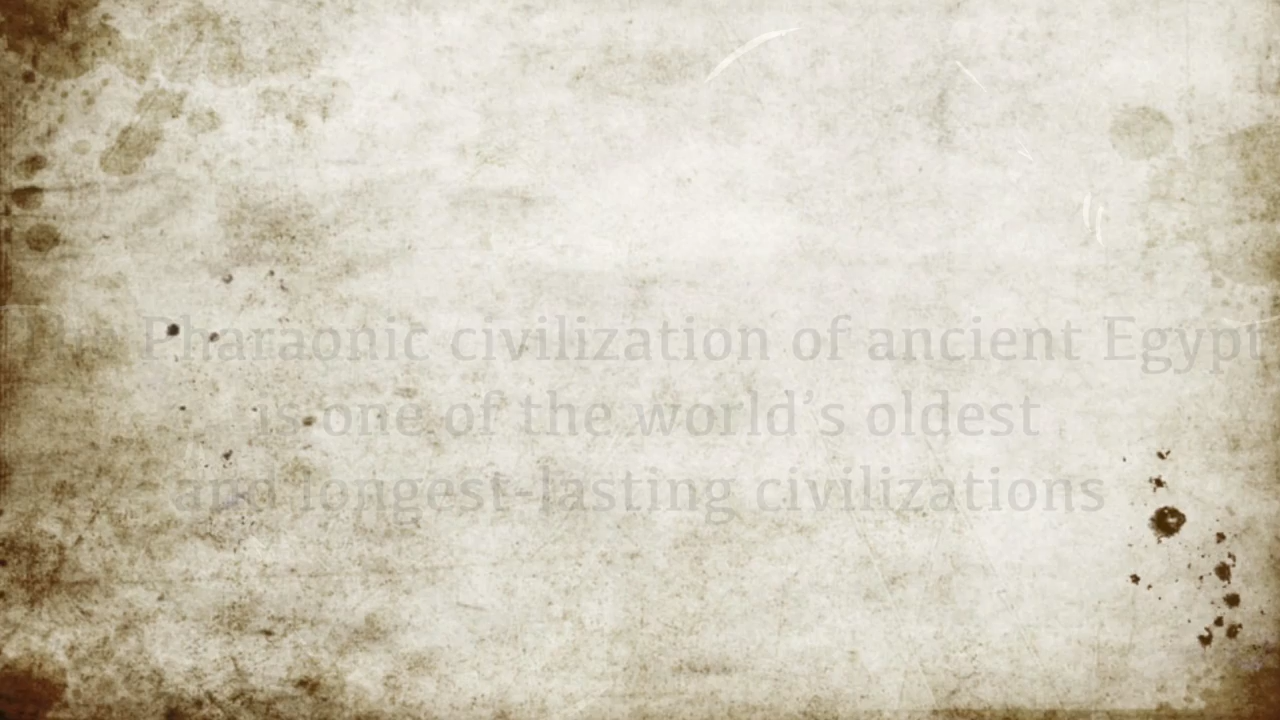 Pharaonic civilization of ancient Egypt
is one of the world’s oldest
and longest-lasting civilizations